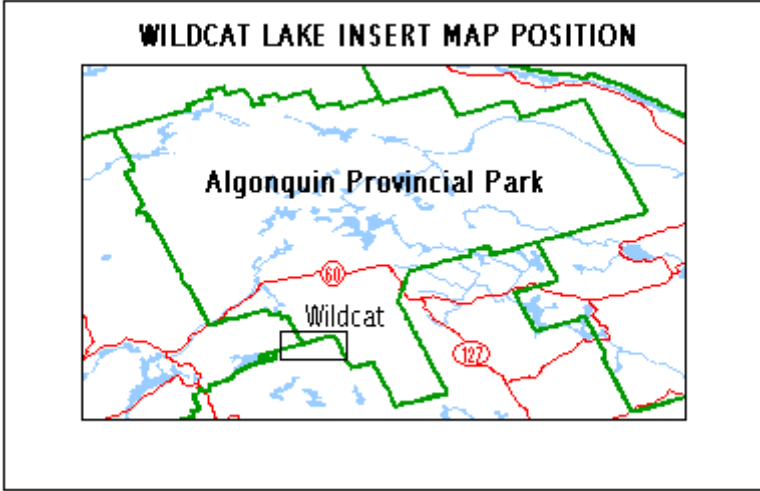 WILDCAT LAKE INSERT MAP POSITION
Algonquin Provincial Park
60
Wildcat
127